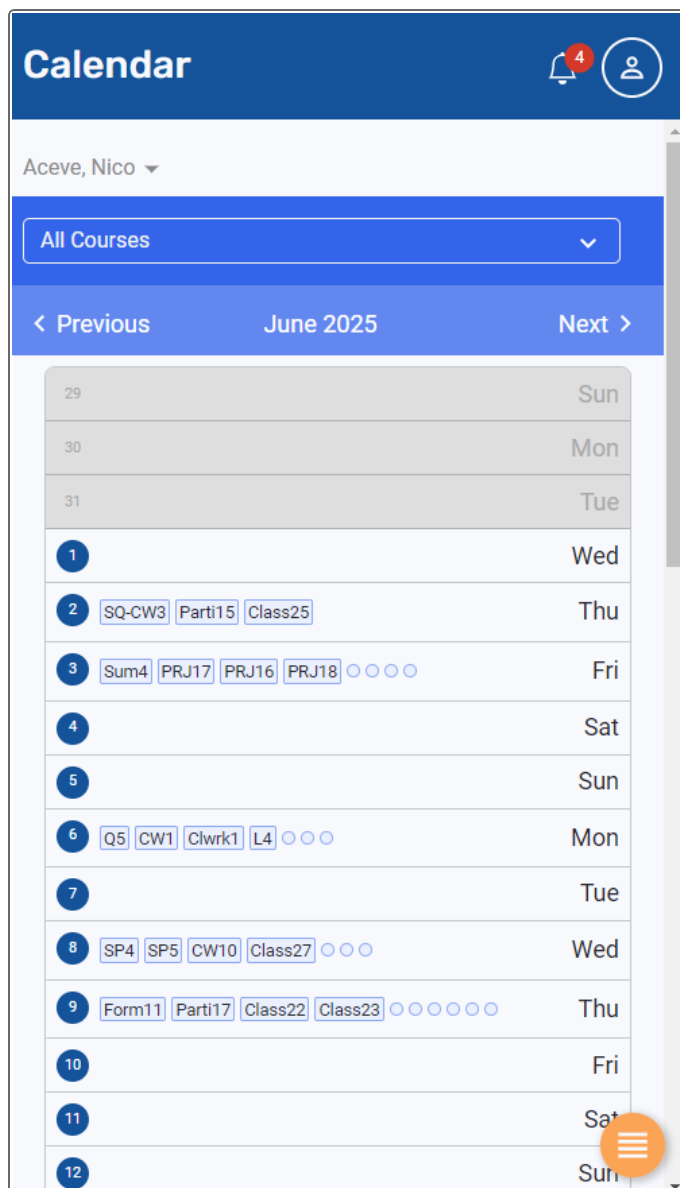 Calendar
4
Aceve, Nico
All Courses
Previous June 2025 Next
29 Sun
30 Mon
31 Tue
1 Wed
2 SQ-CW3 Parti15 Class25 Thu
3 Sum4 PRJ17 PRJ16 PRJ18 Fri
4 Sat
5 Sun
6 Q5 CW1 Clwrk1 L4 Mon
7 Tue
8 SP4 SP5 CW10 Class27 Wed
9 Form11 Parti17 Class22 Class23 Thu
10 Fri
11 Sat
12 Sun